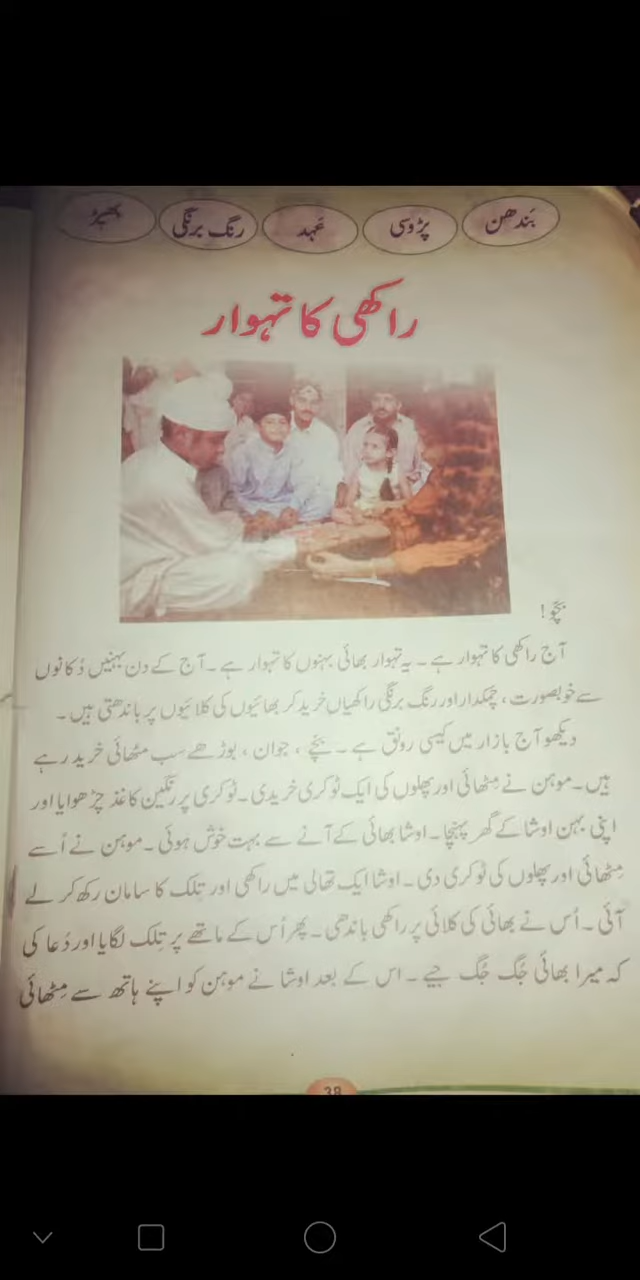 بَندھن پڑوسی عَہد رنگ برنگی بھیڑ
راکھی کا تہوار
بچّو!
آج راکھی کا تہوار ہے۔ یہ تہوار بھائی بہنوں کا تہوار ہے۔ آج کے دن بہنیں دُکانوں
سے خوبصورت، چمکدار اور رنگ برنگی راکھیاں خرید کر بھائیوں کی کلائیوں پر باندھتی ہیں۔
دیکھو آج بازار میں کیسی رونق ہے۔ بچّے، جوان، بوڑھے سب مٹھائی خرید رہے
ہیں۔ موہن نے مِٹھائی اور پھلوں کی ایک ٹوکری خریدی۔ ٹوکری پر رنگین کاغذ چڑھوایا اور
اپنی بہن اوشا کے گھر پہنچا۔ اوشا بھائی کے آنے سے بہت خوش ہوئی۔ موہن نے اُسے
مِٹھائی اور پھلوں کی ٹوکری دی۔ اوشا ایک تھالی میں راکھی اور تِلک کا سامان رکھ کر لے
آئی۔ اُس نے بھائی کی کلائی پر راکھی باندھی۔ پھر اُس کے ماتھے پر تِلک لگایا اور دُعا کی
کہ میرا بھائی جُگ جُگ جیے۔ اس کے بعد اوشا نے موہن کو اپنے ہاتھ سے مِٹھائی
38